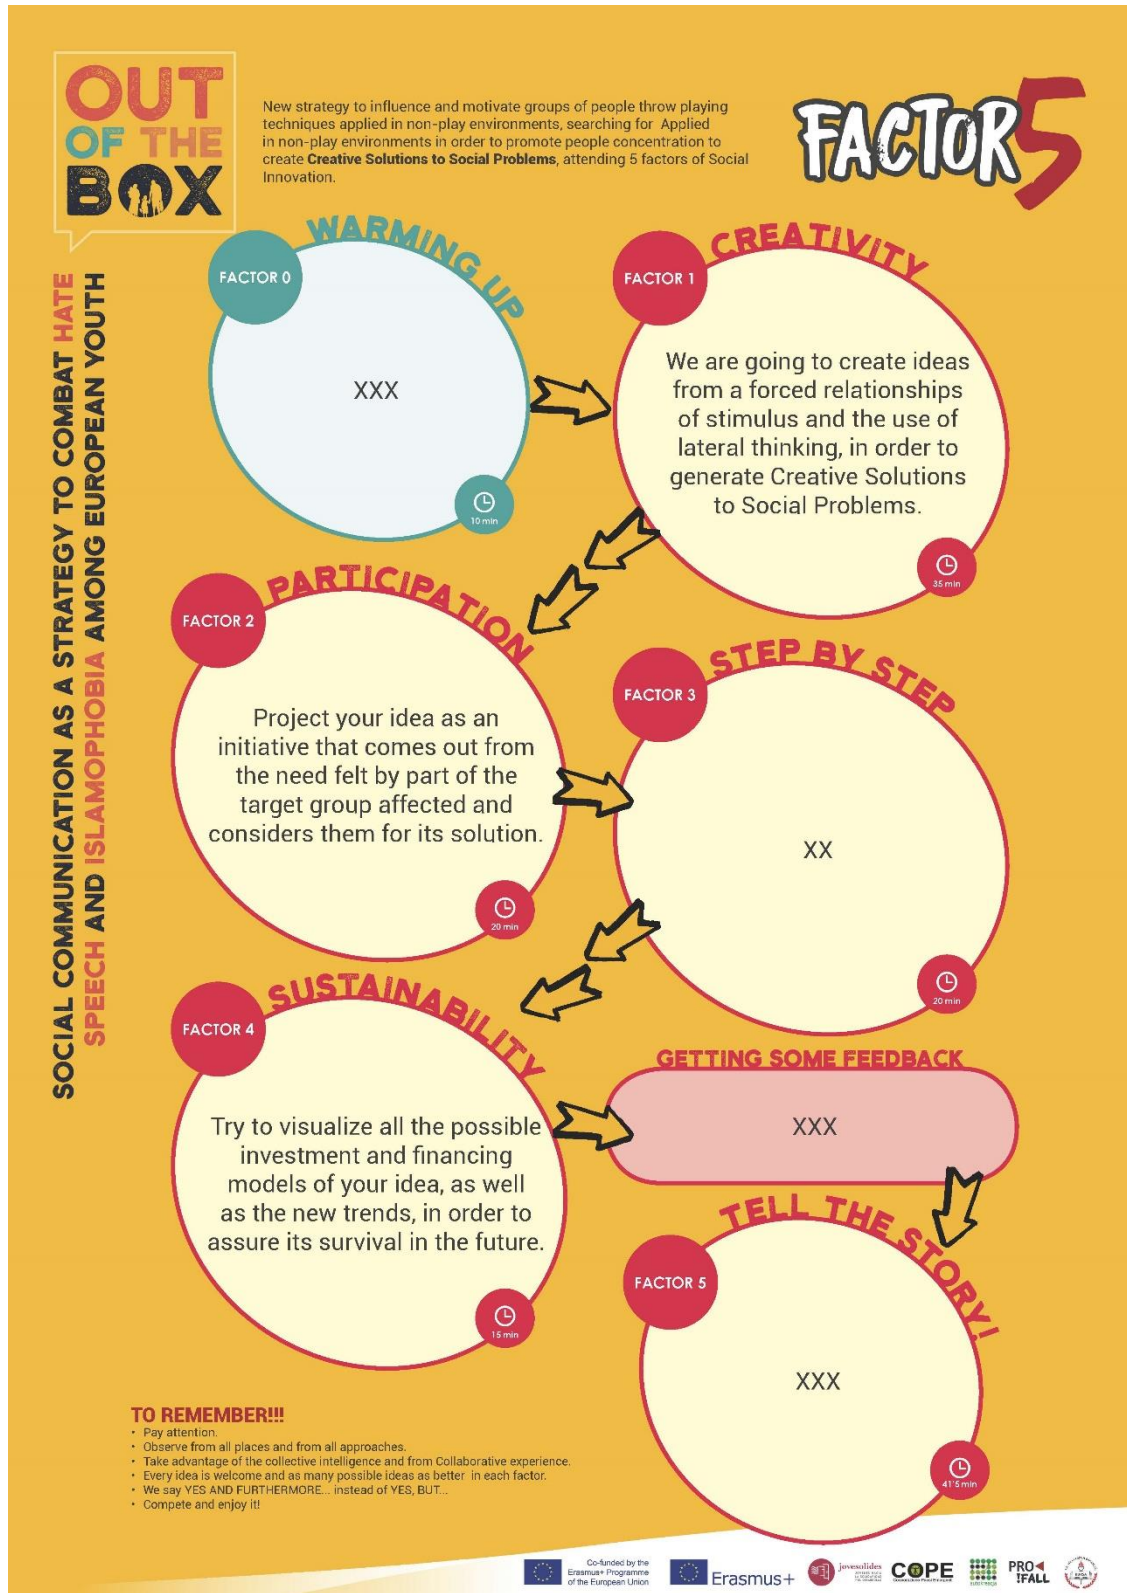 OUT
OF THE
BOX
New strategy to influence and motivate groups of people throw playing
techniques applied in non-play environments, searching for Applied
in non-play environments in order to promote people concentration to
create Creative Solutions to Social Problems, attending 5 factors of Social
Innovation.
FACTOR 5
SOCIAL COMMUNICATION AS A STRATEGY TO COMBAT HATE
SPEECH AND ISLAMOPHOBIA AMONG EUROPEAN YOUTH
WARMING UP
FACTOR 0
XXX
10 min
CREATIVITY
FACTOR 1
We are going to create ideas
from a forced relationships
of stimulus and the use of
lateral thinking, in order to
generate Creative Solutions
to Social Problems.
35 min
PARTICIPATION
FACTOR 2
Project your idea as an
initiative that comes out from
the need felt by part of the
target group affected and
considers them for its solution.
20 min
STEP BY STEP
FACTOR 3
XX
20 min
SUSTAINABILITY
FACTOR 4
Try to visualize all the possible
investment and financing
models of your idea, as well
as the new trends, in order to
assure its survival in the future.
15 min
GETTING SOME FEEDBACK
XXX
TELL THE STORY!
FACTOR 5
XXX
41'5 min
TO REMEMBER!!!
• Pay attention.
• Observe from all places and from all approaches.
• Take advantage of the collective intelligence and from Collaborative experience.
• Every idea is welcome and as many possible ideas as better in each factor.
• We say YES AND FURTHERMORE... instead of YES, BUT...
• Compete and enjoy it!
Co-funded by the
Erasmus+ Programme
of the European Union
Erasmus+
jovesolides
COPE
PRO
IFALL